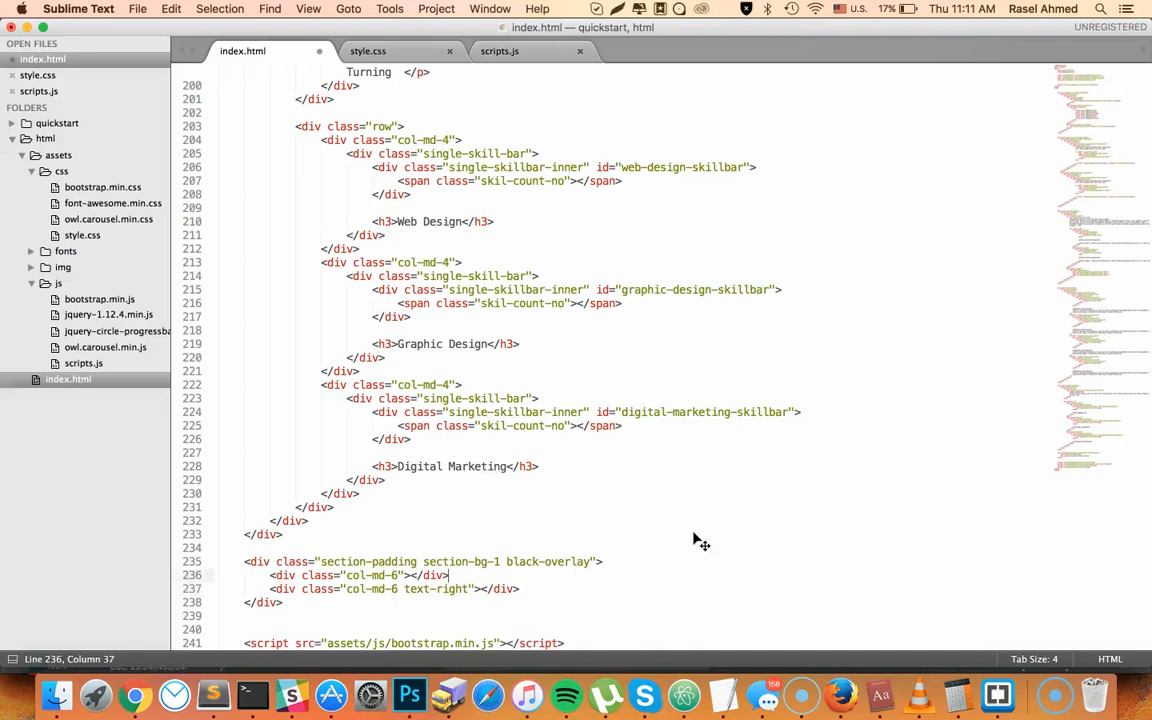 Sublime Text File Edit Selection Find View Goto Tools Project Window Help U.S. 17% Thu 11:11 AM Rasel Ahmed
index.html — quickstart, html UNREGISTERED
OPEN FILES
index.html
style.css
scripts.js
FOLDERS
quickstart
html
assets
css
bootstrap.min.css
font-awesome.min.css
owl.carousel.min.css
style.css
fonts
img
js
bootstrap.min.js
jquery-1.12.4.min.js
jquery-circle-progressba
owl.carousel.min.js
scripts.js
index.html
index.html style.css scripts.js
Turning </p>
200 </div>
201 </div>
202
203 <div class="row">
204 <div class="col-md-4">
205 <div class="single-skill-bar">
206 <div class="single-skillbar-inner" id="web-design-skillbar">
207 <span class="skil-count-no"></span>
208 </div>
209
210 <h3>Web Design</h3>
211 </div>
212 </div>
213 <div class="col-md-4">
214 <div class="single-skill-bar">
215 <div class="single-skillbar-inner" id="graphic-design-skillbar">
216 <span class="skil-count-no"></span>
217 </div>
218
219 <h3>Graphic Design</h3>
220 </div>
221 </div>
222 <div class="col-md-4">
223 <div class="single-skill-bar">
224 <div class="single-skillbar-inner" id="digital-marketing-skillbar">
225 <span class="skil-count-no"></span>
226 </div>
227
228 <h3>Digital Marketing</h3>
229 </div>
230 </div>
231 </div>
232 </div>
233 </div>
234
235 <div class="section-padding section-bg-1 black-overlay">
236 <div class="col-md-6"></div>
237 <div class="col-md-6 text-right"></div>
238 </div>
239
240
241 <script src="assets/js/bootstrap.min.js"></script>
Line 236, Column 37 Tab Size: 4 HTML
158